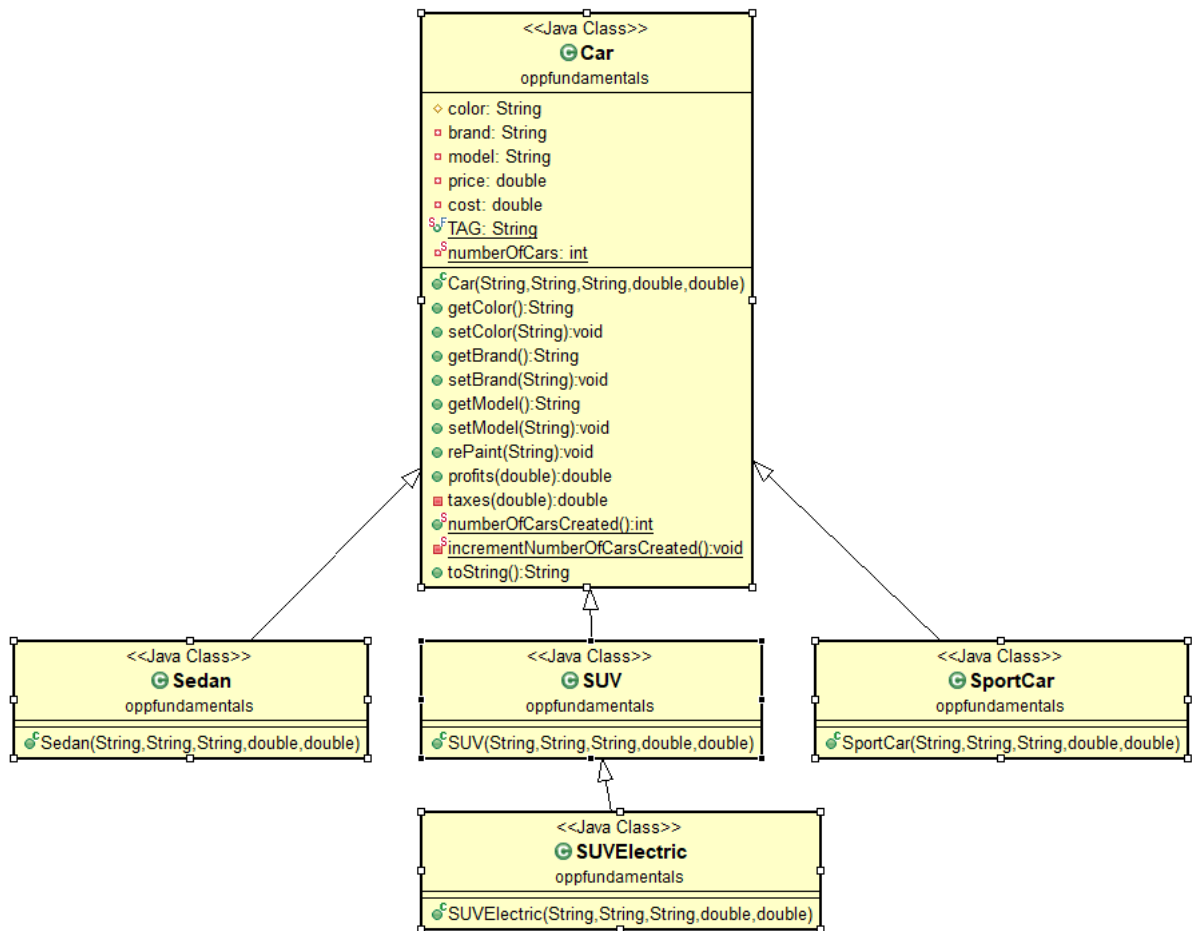 <<Java Class>>
Car
oppfundamentals
color: String
brand: String
model: String
price: double
cost: double
TAG: String
numberOfCars: int
Car(String,String,String,double,double)
getColor():String
setColor(String):void
getBrand():String
setBrand(String):void
getModel():String
setModel(String):void
rePaint(String):void
profits(double):double
taxes(double):double
numberOfCarsCreated():int
incrementNumberOfCarsCreated():void
toString():String
<<Java Class>>
Sedan
oppfundamentals
Sedan(String,String,String,double,double)
<<Java Class>>
SUV
oppfundamentals
SUV(String,String,String,double,double)
<<Java Class>>
SportCar
oppfundamentals
SportCar(String,String,String,double,double)
<<Java Class>>
SUVElectric
oppfundamentals
SUVElectric(String,String,String,double,double)